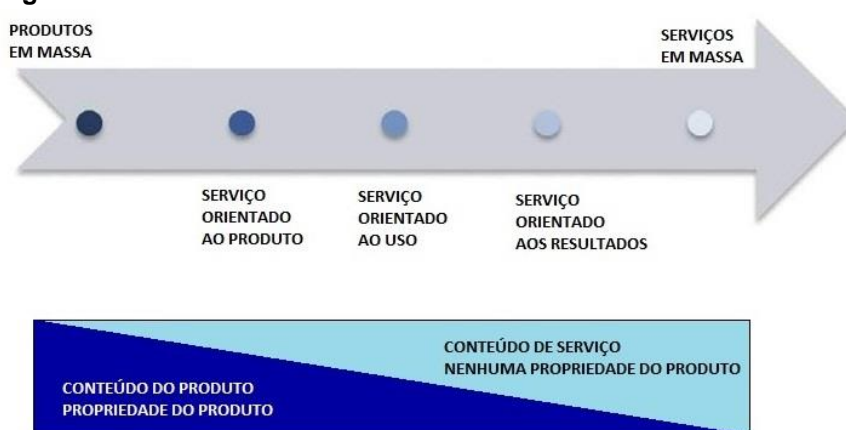 PRODUTOS
EM MASSA
SERVIÇOS
EM MASSA
SERVIÇO
ORIENTADO
AO PRODUTO
SERVIÇO
ORIENTADO
AO USO
SERVIÇO
ORIENTADO
AOS RESULTADOS
CONTEÚDO DE SERVIÇO
NENHUMA PROPRIEDADE DO PRODUTO
CONTEÚDO DO PRODUTO
PROPRIEDADE DO PRODUTO